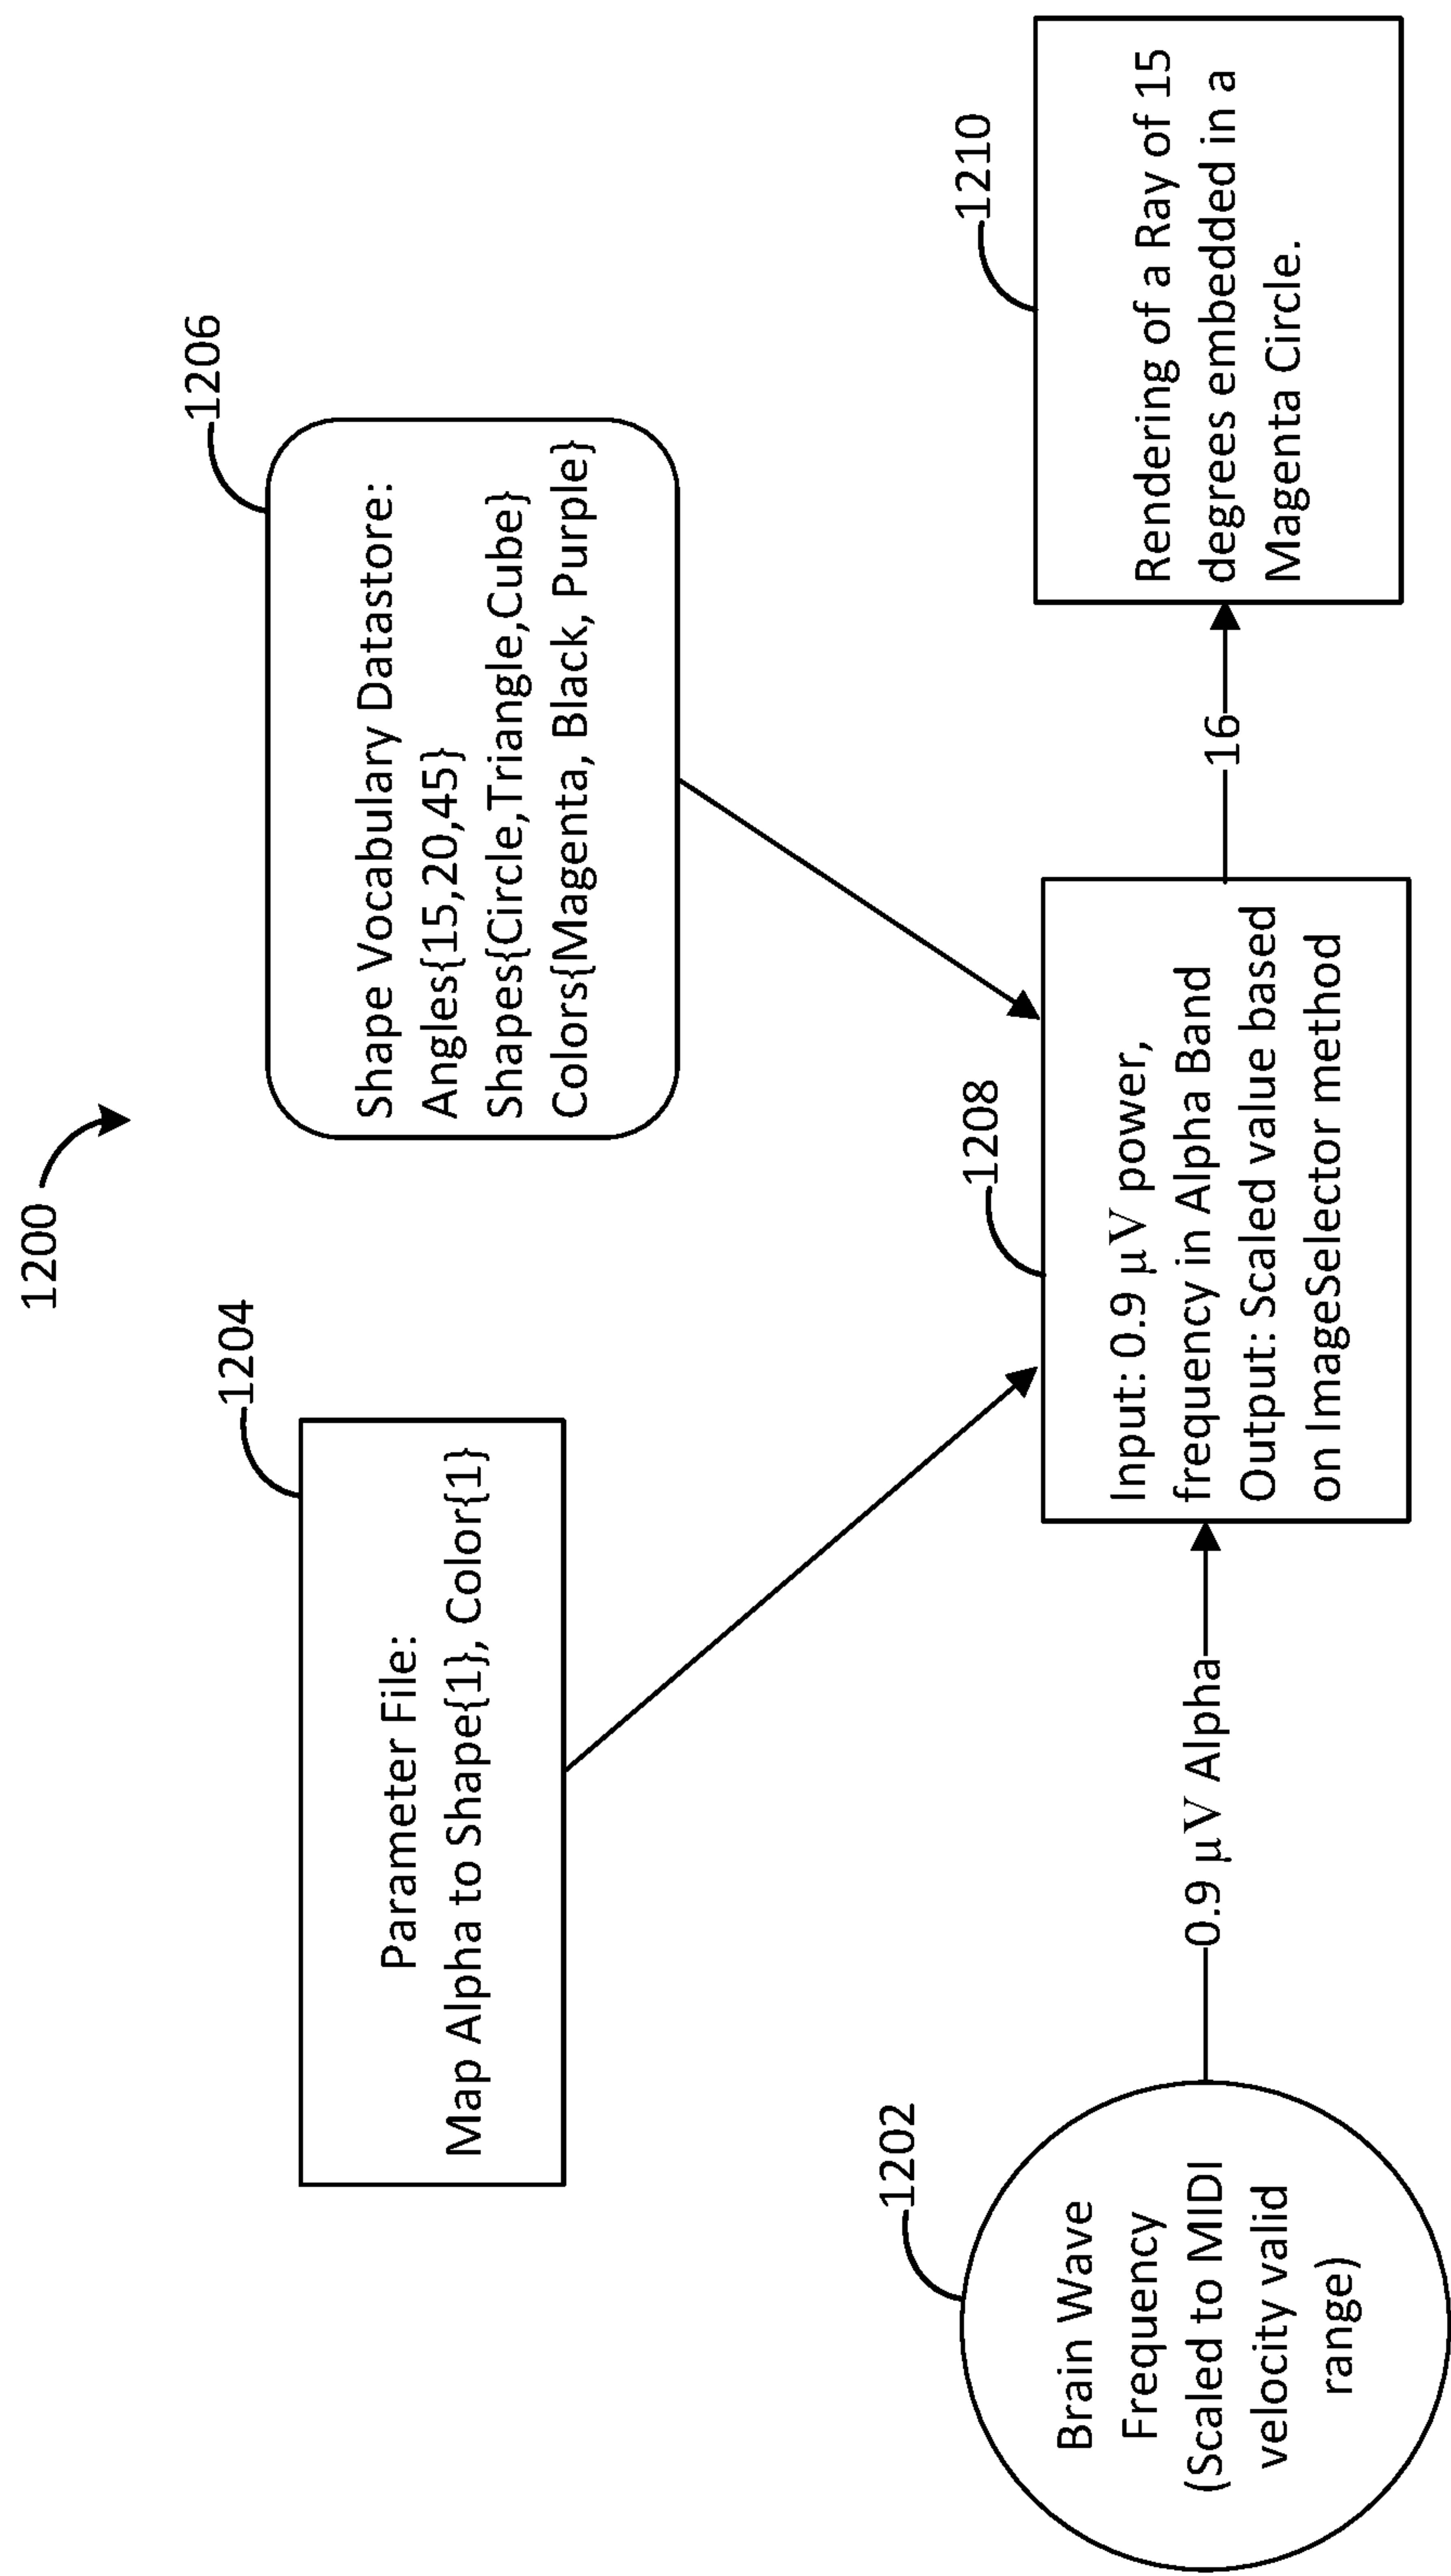 1200
1204
Parameter File:
Map Alpha to Shape{1}, Color{1}
1206
Shape Vocabulary Datastore:
Angles{15,20,45}
Shapes{Circle,Triangle,Cube}
Colors{Magenta, Black, Purple}
1202
Brain Wave
Frequency
(Scaled to MIDI
velocity valid
range)
0.9 μV Alpha
1208
Input: 0.9 μV power,
frequency in Alpha Band
Output: Scaled value based
on ImageSelector method
16
1210
Rendering of a Ray of 15
degrees embedded in a
Magenta Circle.